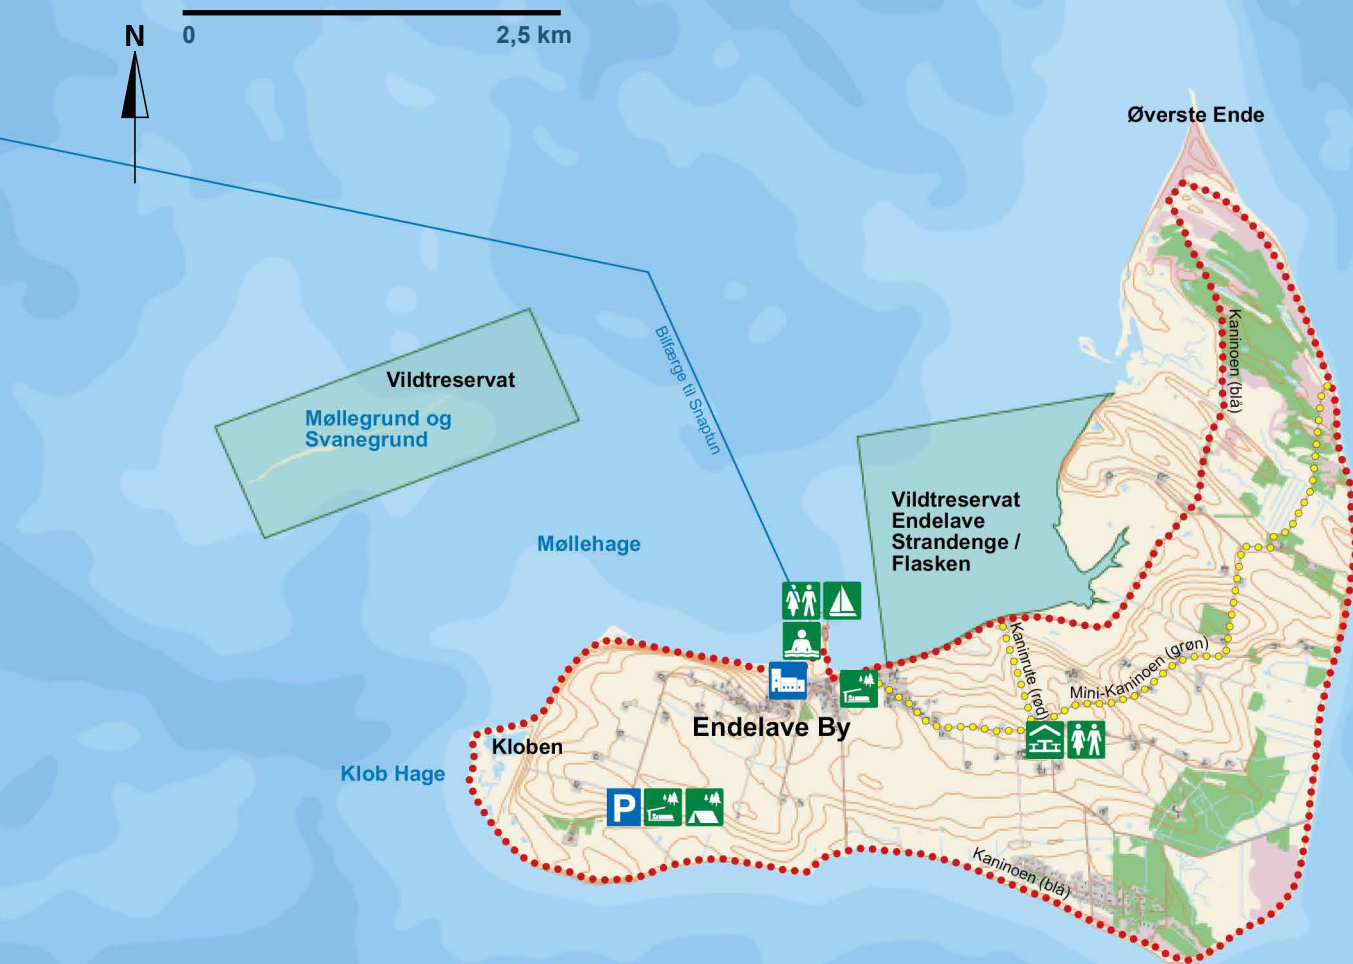 0 2,5 km
N
Øverste Ende
Kaninoen (blå)
Bilfærge til Snaptun
Vildtreservat
Møllegrund og
Svanegrund
Vildtreservat
Endelave
Strandenge /
Flasken
Møllehage
Kaninrute (rød)
Mini-Kaninoen (grøn)
Endelave By
Kloben
Klob Hage
P
Kaninoen (blå)